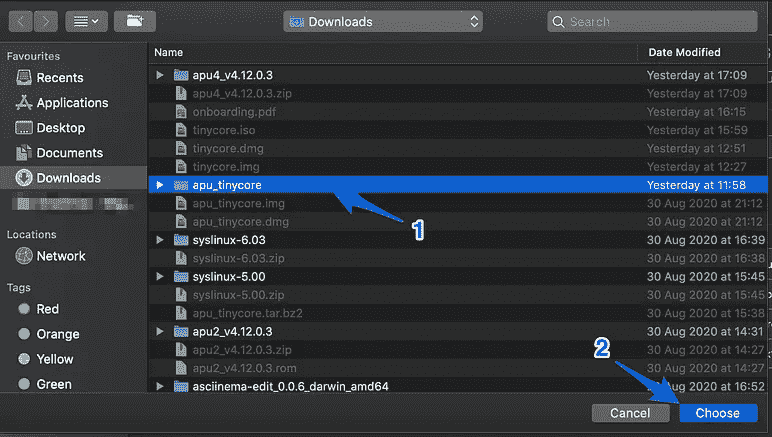 Downloads
Search
Favourites
Recents
Applications
Desktop
Documents
Downloads
Locations
Network
Tags
Red
Orange
Yellow
Green
Name Date Modified
apu4_v4.12.0.3 Yesterday at 17:09
apu4_v4.12.0.3.zip Yesterday at 17:09
onboarding.pdf Yesterday at 16:15
tinycore.iso Yesterday at 15:59
tinycore.dmg Yesterday at 12:51
tinycore.img Yesterday at 12:27
apu_tinycore Yesterday at 11:58
apu_tinycore.img 30 Aug 2020 at 21:12
apu_tinycore.dmg 30 Aug 2020 at 21:12
1
syslinux-6.03 30 Aug 2020 at 16:39
syslinux-6.03.zip 30 Aug 2020 at 16:38
syslinux-5.00 30 Aug 2020 at 15:45
syslinux-5.00.zip 30 Aug 2020 at 15:45
apu_tinycore.tar.bz2 30 Aug 2020 at 15:38
apu2_v4.12.0.3 30 Aug 2020 at 14:31
apu2_v4.12.0.3.zip 30 Aug 2020 at 14:27
2
apu2_v4.12.0.3.rom 30 Aug 2020 at 14:27
asciinema-edit_0.0.6_darwin_amd64 30 Aug 2020 at 16:52
Cancel Choose